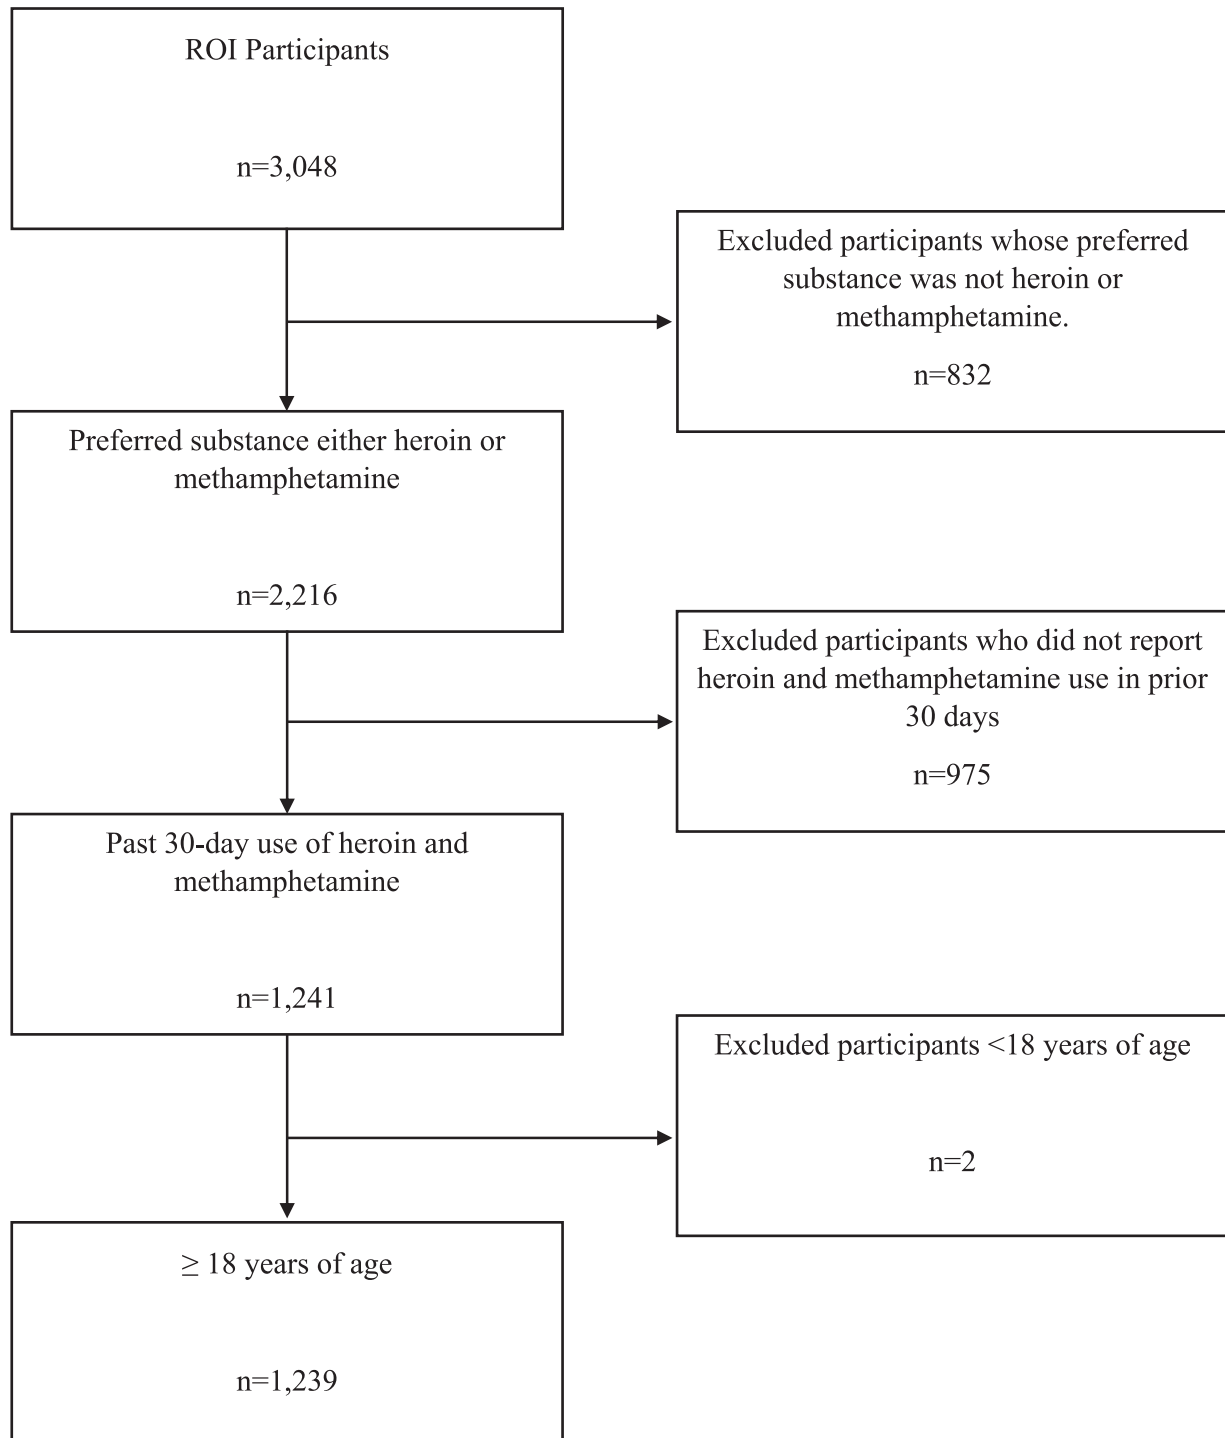 ROI Participants
n=3,048
Excluded participants whose preferred
substance was not heroin or
methamphetamine.
n=832
Preferred substance either heroin or
methamphetamine
n=2,216
Excluded participants who did not report
heroin and methamphetamine use in prior
30 days
n=975
Past 30-day use of heroin and
methamphetamine
n=1,241
Excluded participants <18 years of age
n=2
≥ 18 years of age
n=1,239